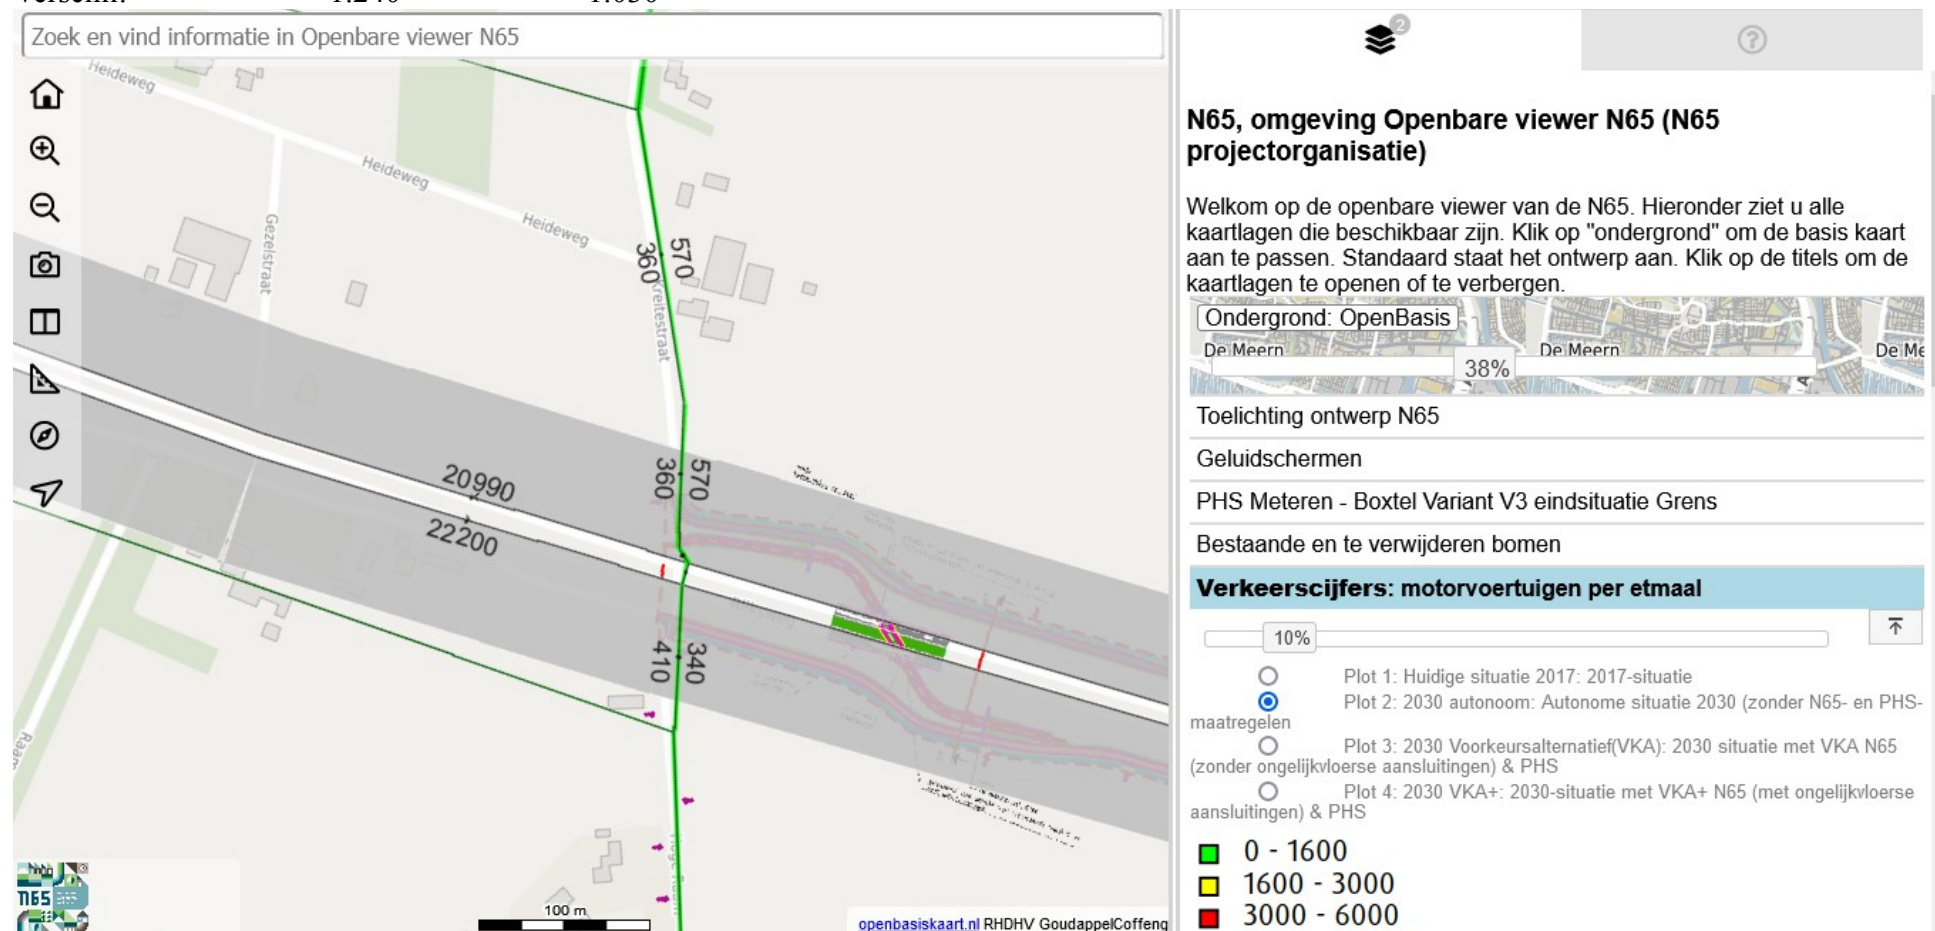 Zoek en vind informatie in Openbare viewer N65
2
Heideweg
Heideweg
Heideweg
Gezelstraat
Kreitestraat
570
360
570
360
20990
22200
340
410
100 m
openbasiskaart.nl RHDHV GoudappelCoffeng
N65
N65, omgeving Openbare viewer N65 (N65
projectorganisatie)
Welkom op de openbare viewer van de N65. Hieronder ziet u alle
kaartlagen die beschikbaar zijn. Klik op "ondergrond" om de basis kaart
aan te passen. Standaard staat het ontwerp aan. Klik op de titels om de
kaartlagen te openen of te verbergen.
Ondergrond: OpenBasis
De Meern De Meern De Me
38%
Toelichting ontwerp N65
Geluidschermen
PHS Meteren - Boxtel Variant V3 eindsituatie Grens
Bestaande en te verwijderen bomen
Verkeerscijfers: motorvoertuigen per etmaal
10%
Plot 1: Huidige situatie 2017: 2017-situatie
Plot 2: 2030 autonoom: Autonome situatie 2030 (zonder N65- en PHS-
maatregelen
Plot 3: 2030 Voorkeursalternatief(VKA): 2030 situatie met VKA N65
(zonder ongelijkvloerse aansluitingen) & PHS
Plot 4: 2030 VKA+: 2030-situatie met VKA+ N65 (met ongelijkvloerse
aansluitingen) & PHS
0 - 1600
1600 - 3000
3000 - 6000